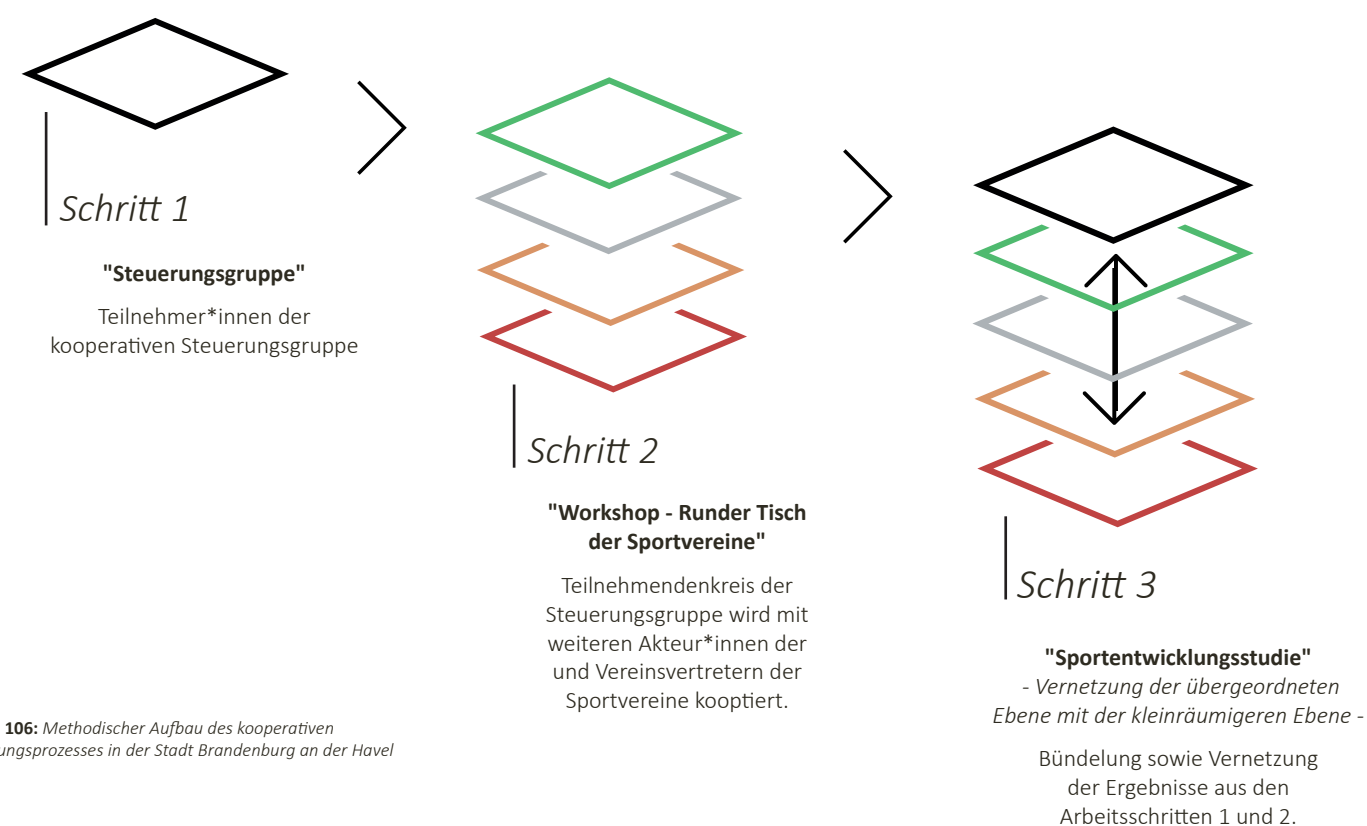 Schritt 1
"Steuerungsgruppe"
Teilnehmer*innen der
kooperativen Steuerungsgruppe
Schritt 2
"Workshop - Runder Tisch
der Sportvereine"
Teilnehmendenkreis der
Steuerungsgruppe wird mit
weiteren Akteur*innen der
und Vereinsvertretern der
Sportvereine kooptiert.
Schritt 3
"Sportentwicklungsstudie"
- Vernetzung der übergeordneten
Ebene mit der kleinräumigeren Ebene -
Bündelung sowie Vernetzung
der Ergebnisse aus den
Arbeitsschritten 1 und 2.
106: Methodischer Aufbau des kooperativen
ungsprozesses in der Stadt Brandenburg an der Havel